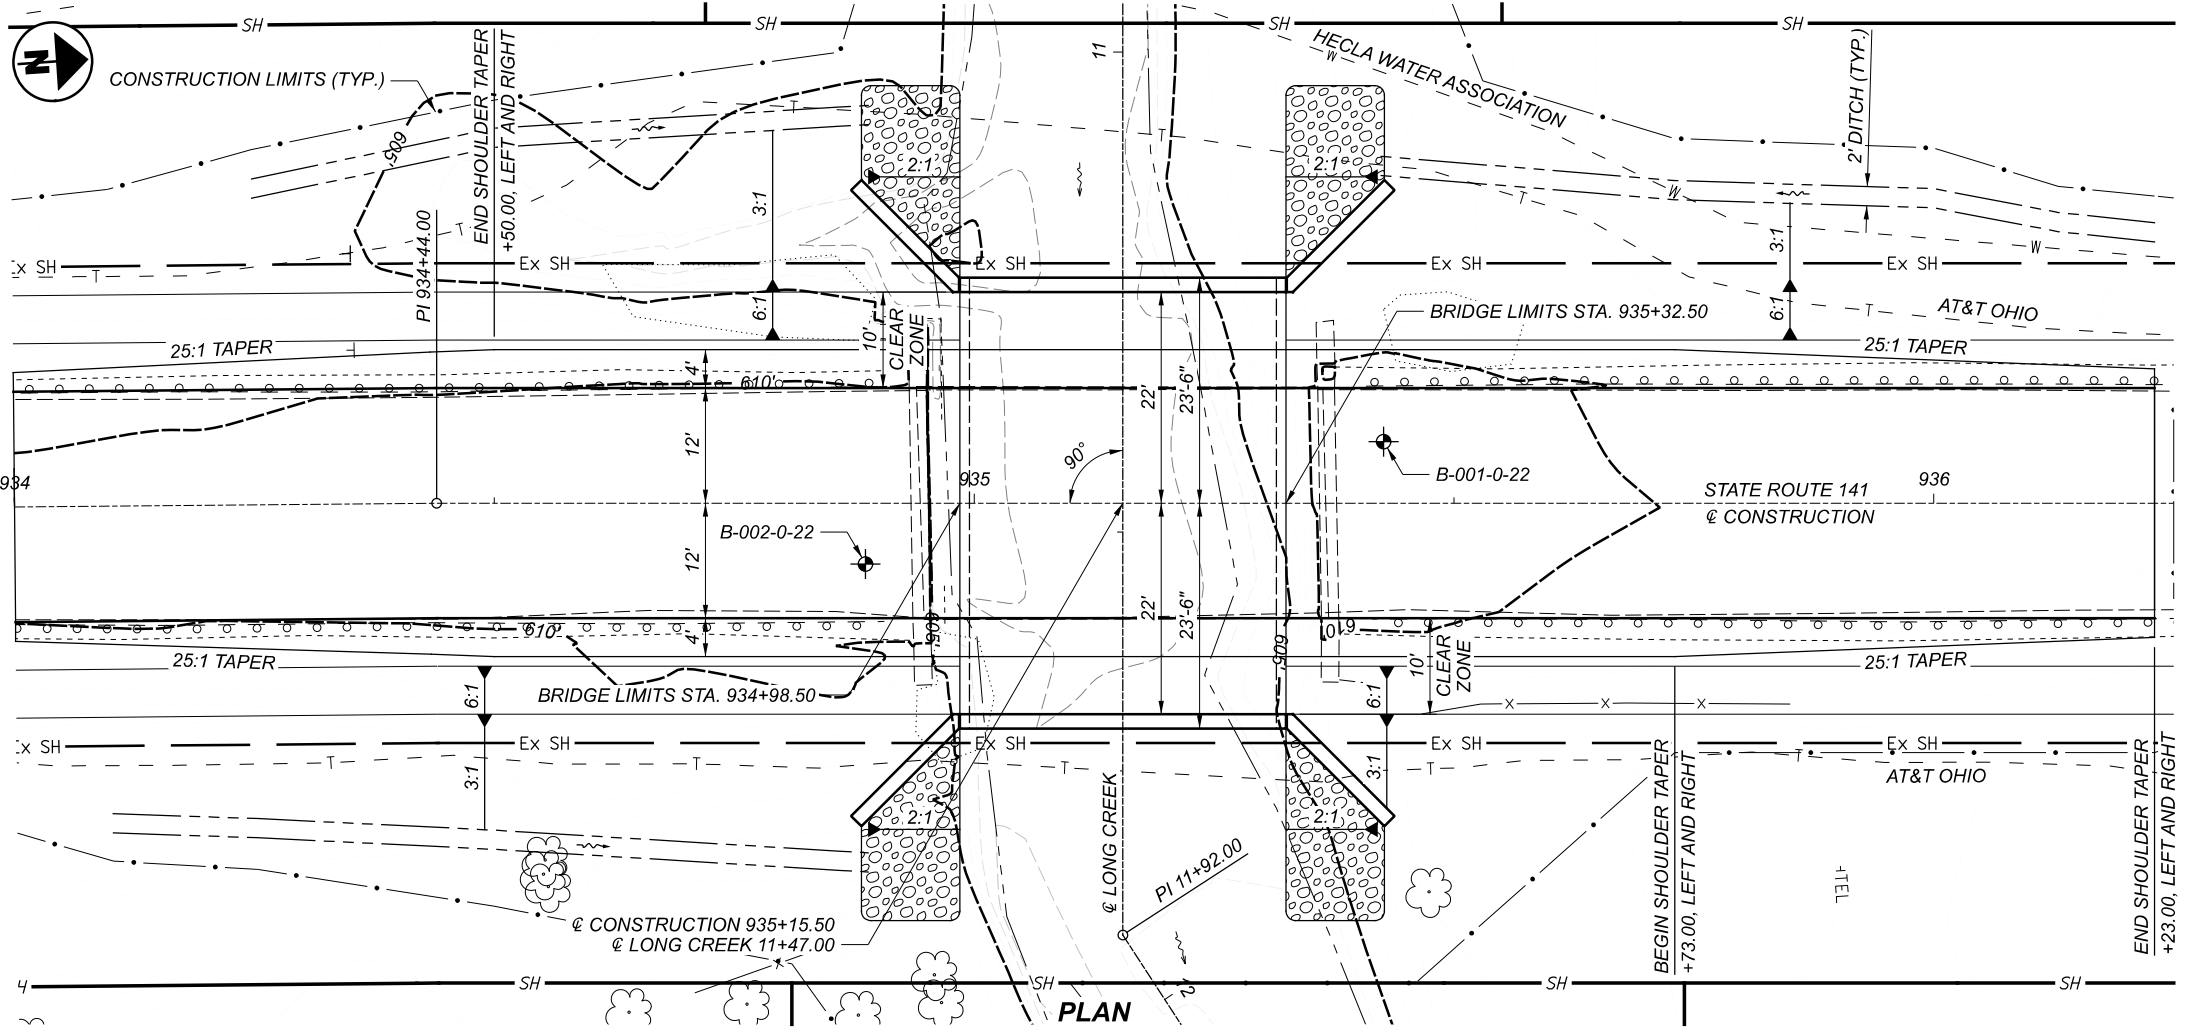 SH SH SH SH
N
CONSTRUCTION LIMITS (TYP.)
END SHOULDER TAPER
+50.00, LEFT AND RIGHT
11
HECLA WATER ASSOCIATION
W
2' DITCH (TYP.)
605'
T T
2:1 2:1
3:1
PI 934+44.00
T T W
3:1
W
Ex SH Ex SH Ex SH Ex SH Ex SH
T
6:1
10'
CLEAR
ZONE
6:1
BRIDGE LIMITS STA. 935+32.50
T
AT&T OHIO
25:1 TAPER
25:1 TAPER
4'
610'
22'
23'-6"
12'
90°
934
935
B-001-0-22
STATE ROUTE 141
936
℄ CONSTRUCTION
B-002-0-22
12'
22'
23'-6"
610'
4'
605'
605'
610'
25:1 TAPER
25:1 TAPER
6:1
BRIDGE LIMITS STA. 934+98.50
10'
CLEAR
ZONE
6:1
X X X
Ex SH Ex SH Ex SH Ex SH Ex SH
T T T T T
3:1
3:1
AT&T OHIO
BEGIN SHOULDER TAPER
+73.00, LEFT AND RIGHT
END SHOULDER TAPER
+23.00, LEFT AND RIGHT
2:1 2:1
℄ LONG CREEK
PI 11+92.00
TEL
℄ CONSTRUCTION 935+15.50
℄ LONG CREEK 11+47.00
X
4
SH SH SH SH
12
PLAN